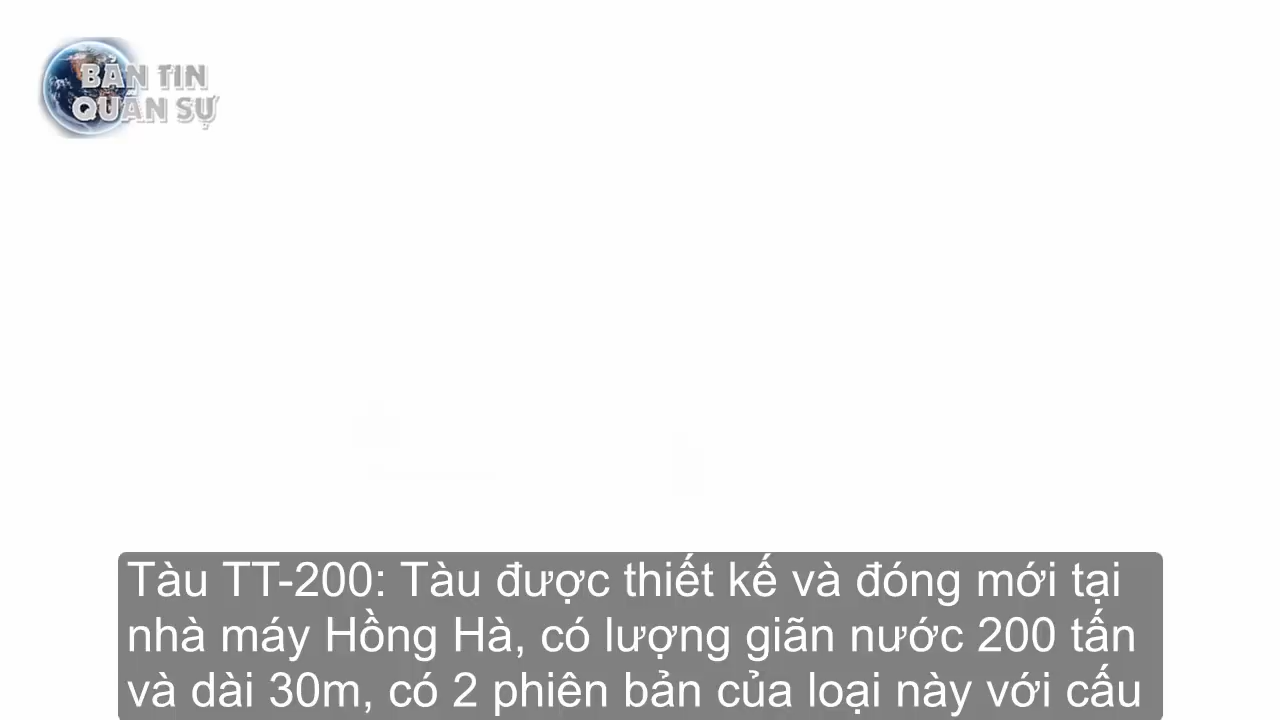 BẢN TIN
QUÂN SỰ
Tàu TT-200: Tàu được thiết kế và đóng mới tại
nhà máy Hồng Hà, có lượng giãn nước 200 tấn
và dài 30m, có 2 phiên bản của loại này với cấu